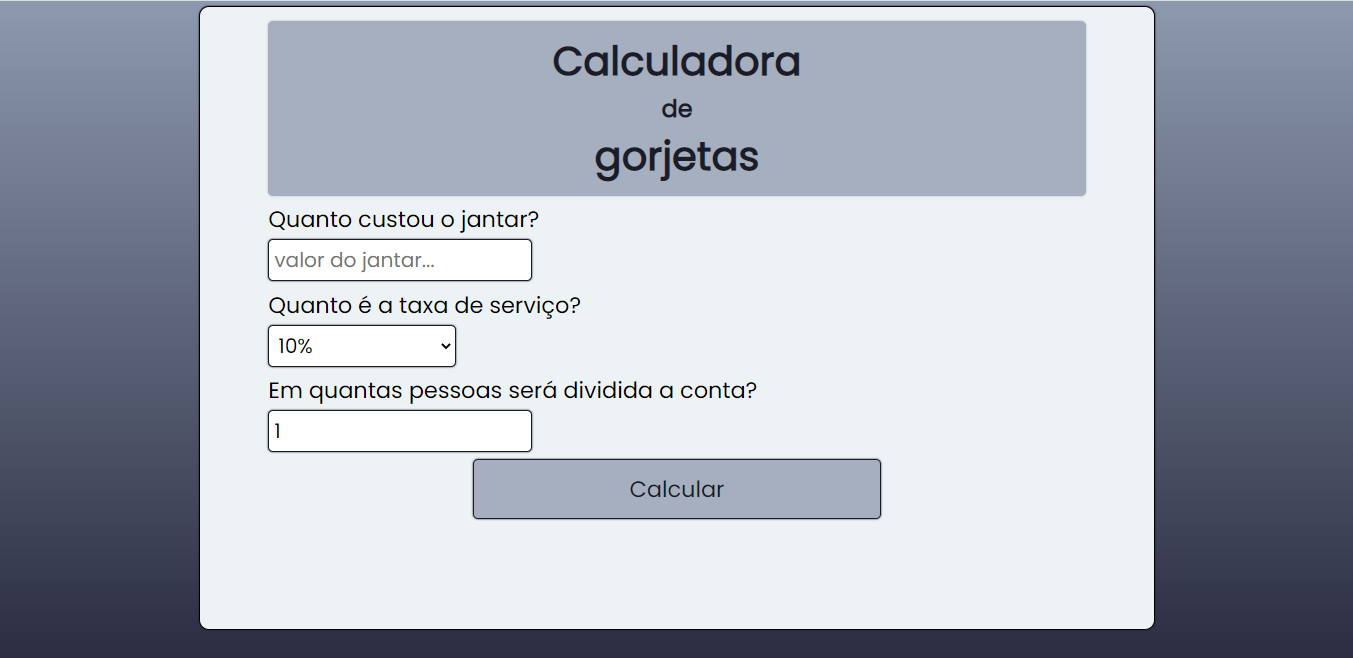 Calculadora
de
gorjetas
Quanto custou o jantar?
valor do jantar...
Quanto é a taxa de serviço?
10%
Em quantas pessoas será dividida a conta?
1
Calcular